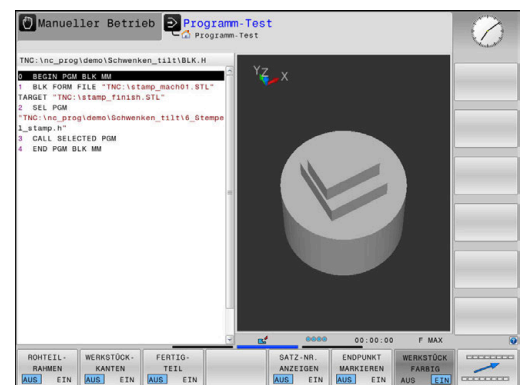 Manueller Betrieb
Programm-Test
Programm-Test
TNC:\nc_prog\demo\Schwenken_tilt\BLK.H
0 BEGIN PGM BLK MM
1 BLK FORM FILE "TNC:\stamp_mach01.STL"
TARGET "TNC:\stamp_finish.STL"
2 SEL PGM
"TNC:\nc_prog\demo\Schwenken_tilt\6_Stempe
l_stamp.h"
3 CALL SELECTED PGM
4 END PGM BLK MM
Y Z X
00:00:00 F MAX
ROHTEIL-
RAHMEN
AUS EIN
WERKSTÜCK-
KANTEN
AUS EIN
FERTIG-
TEIL
AUS EIN
SATZ-NR.
ANZEIGEN
AUS EIN
ENDPUNKT
MARKIEREN
AUS EIN
WERKSTÜCK
FARBIG
AUS EIN